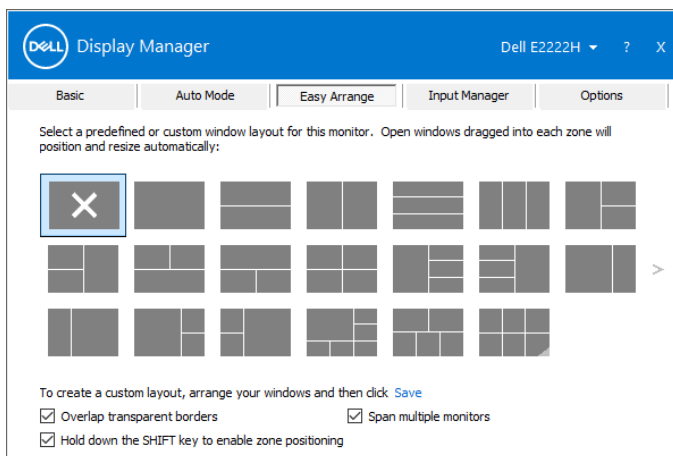 DELL Display Manager Dell E2222H ? X
Basic Auto Mode Easy Arrange Input Manager Options
Select a predefined or custom window layout for this monitor. Open windows dragged into each zone will
position and resize automatically:
>
To create a custom layout, arrange your windows and then click Save
Overlap transparent borders Span multiple monitors
Hold down the SHIFT key to enable zone positioning